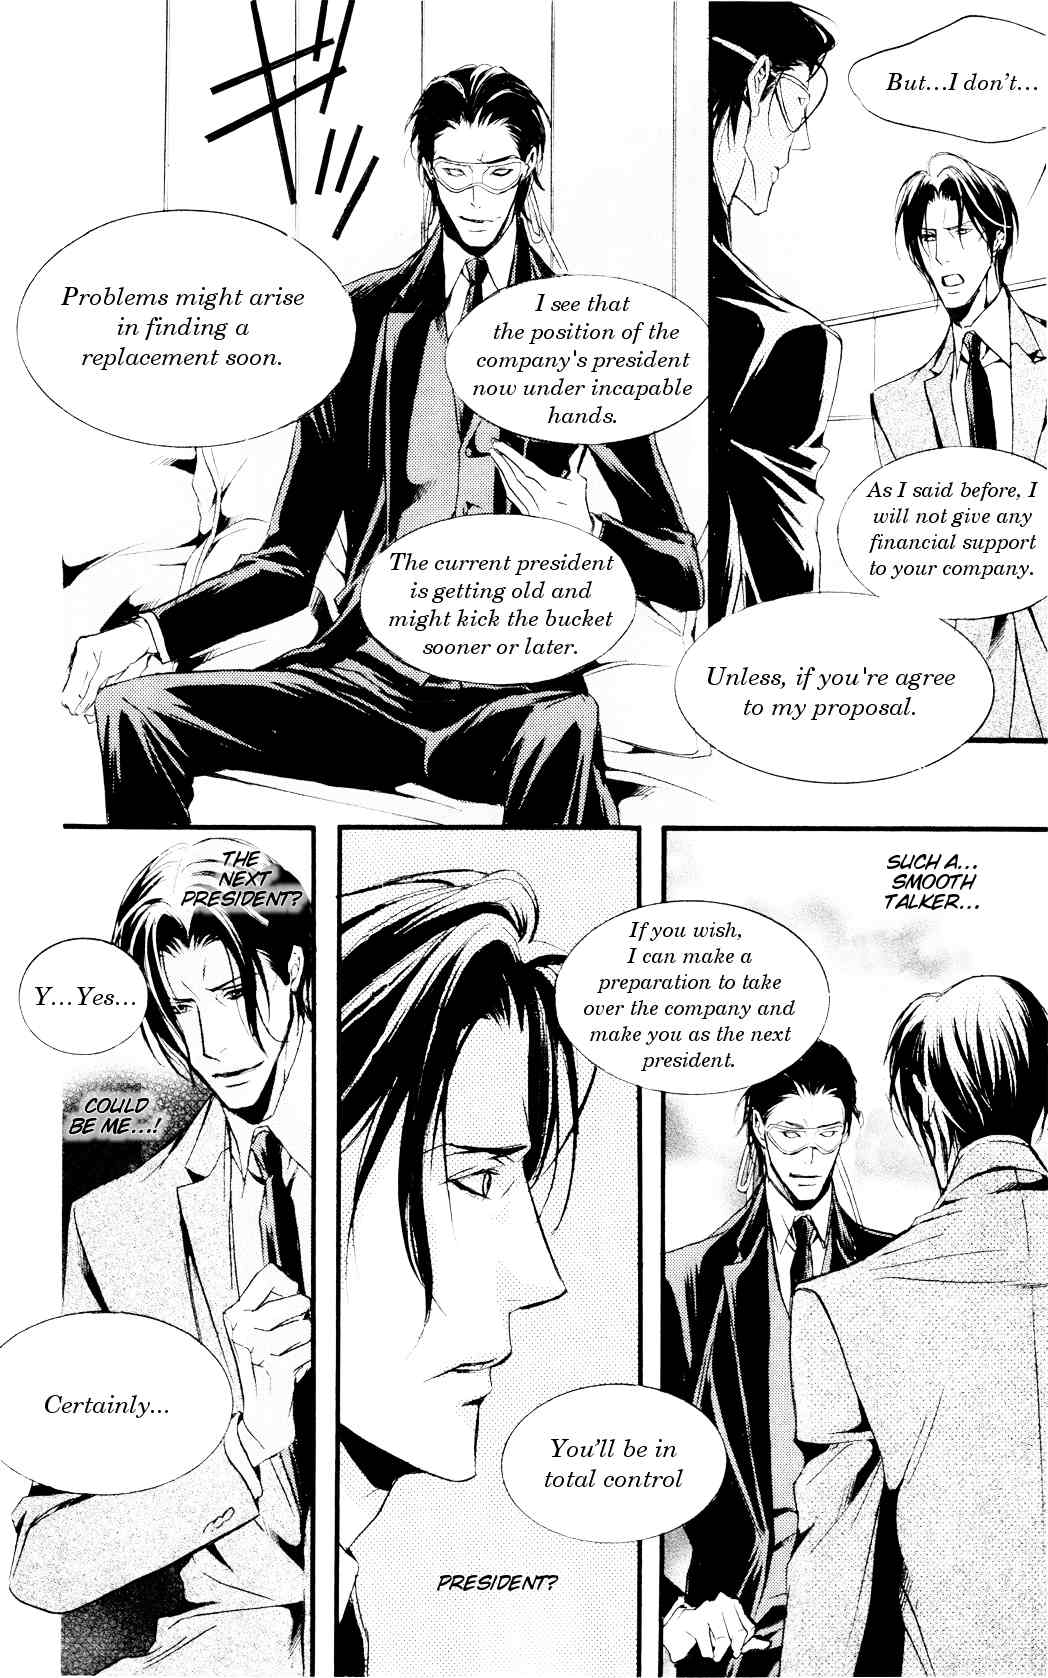 But...I don't...
As I said before, I
will not give any
financial support
to your company.
Unless, if you're agree
to my proposal.
I see that
the position of the
company's president
now under incapable
hands.
The current president
is getting old and
might kick the bucket
sooner or later.
Problems might arise
in finding a
replacement soon.
ギッ
SUCH A...
SMOOTH
TALKER...
If you wish,
I can make a
preparation to take
over the company and
make you as the next
president.
You'll be in
total control
PRESIDENT?
THE
NEXT
PRESIDENT?
Y...Yes...
COULD
BE ME...!
Certainly...